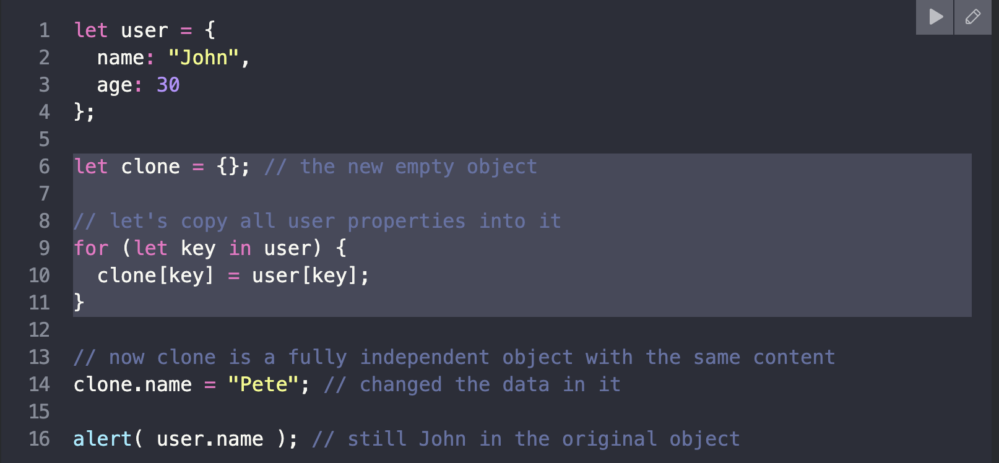 1 let user = {
2   name: "John",
3   age: 30
4 };
5
6 let clone = {}; // the new empty object
7
8 // let's copy all user properties into it
9 for (let key in user) {
10   clone[key] = user[key];
11 }
12
13 // now clone is a fully independent object with the same content
14 clone.name = "Pete"; // changed the data in it
15
16 alert( user.name ); // still John in the original object